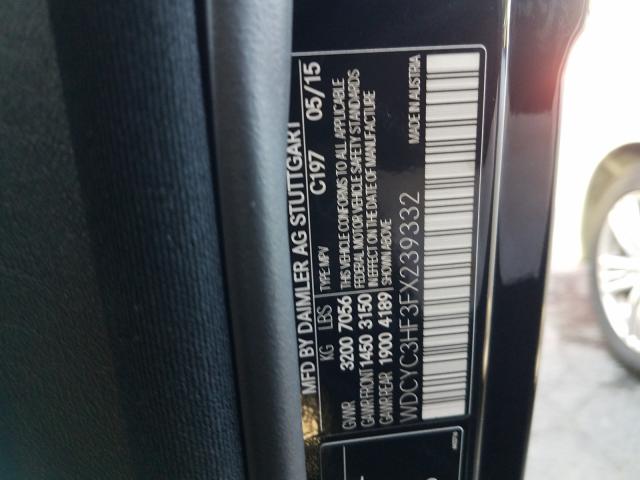 MFD BY DAIMLER AG STUTTGART
C197 05/15
KG LBS TYPE: MPV
GVWR 3200 7056 THIS VEHICLE CONFORMS TO ALL APPLICABLE
GAWR FRONT 1450 3150 FEDERAL MOTOR VEHICLE SAFETY STANDARDS
GAWR REAR 1900 4189 IN EFFECT ON THE DATE OF MANUFACTURE
SHOWN ABOVE
WDCYC3HF3FX239332 MADE IN AUSTRIA